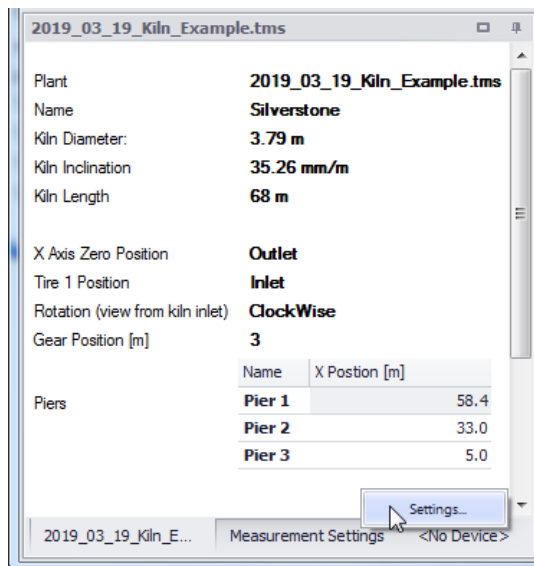 2019_03_19_Kiln_Example.tms
Plant 2019_03_19_Kiln_Example.tms
Name Silverstone
Kiln Diameter: 3.79 m
Kiln Inclination 35.26 mm/m
Kiln Length 68 m
X Axis Zero Position Outlet
Tire 1 Position Inlet
Rotation (view from kiln inlet) ClockWise
Gear Position [m] 3
Name X Postion [m]
Piers Pier 1 58.4
Pier 2 33.0
Pier 3 5.0
Settings...
2019_03_19_Kiln_E... Measurement Settings <No Device>